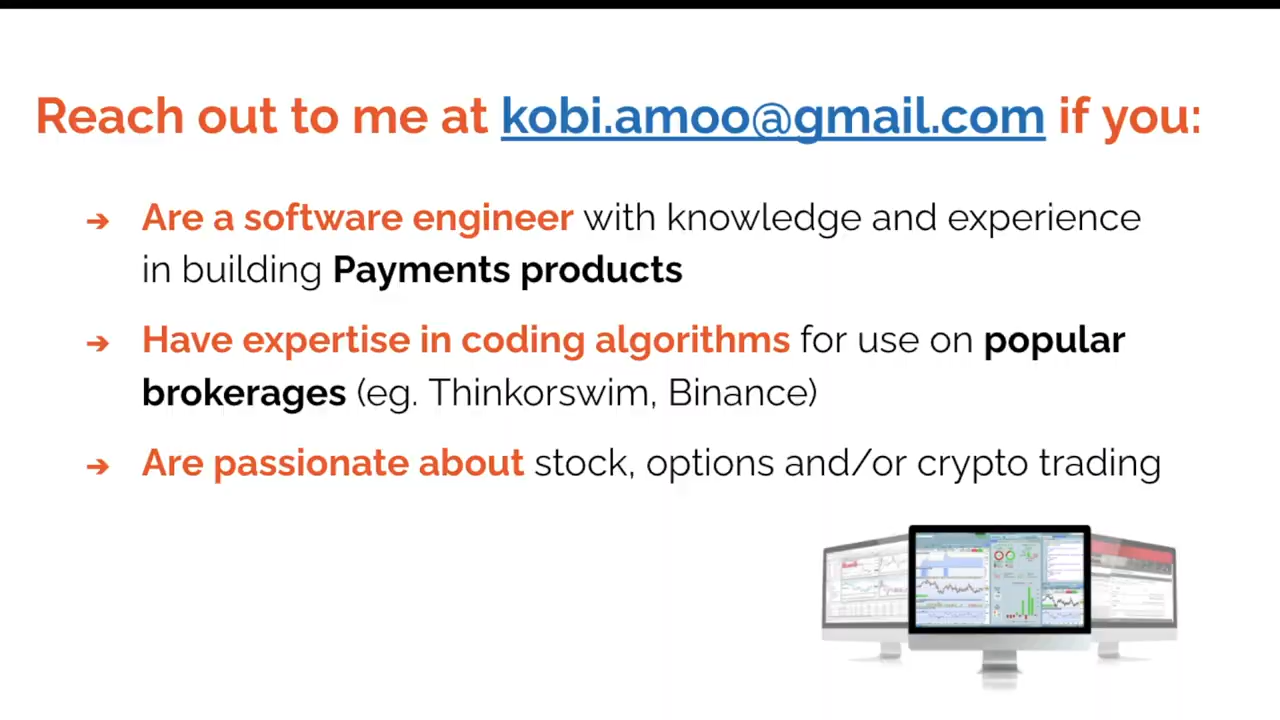 Reach out to me at kobi.amoo@gmail.com if you:
➔ Are a software engineer with knowledge and experience
in building Payments products
➔ Have expertise in coding algorithms for use on popular
brokerages (eg. Thinkorswim, Binance)
➔ Are passionate about stock, options and/or crypto trading